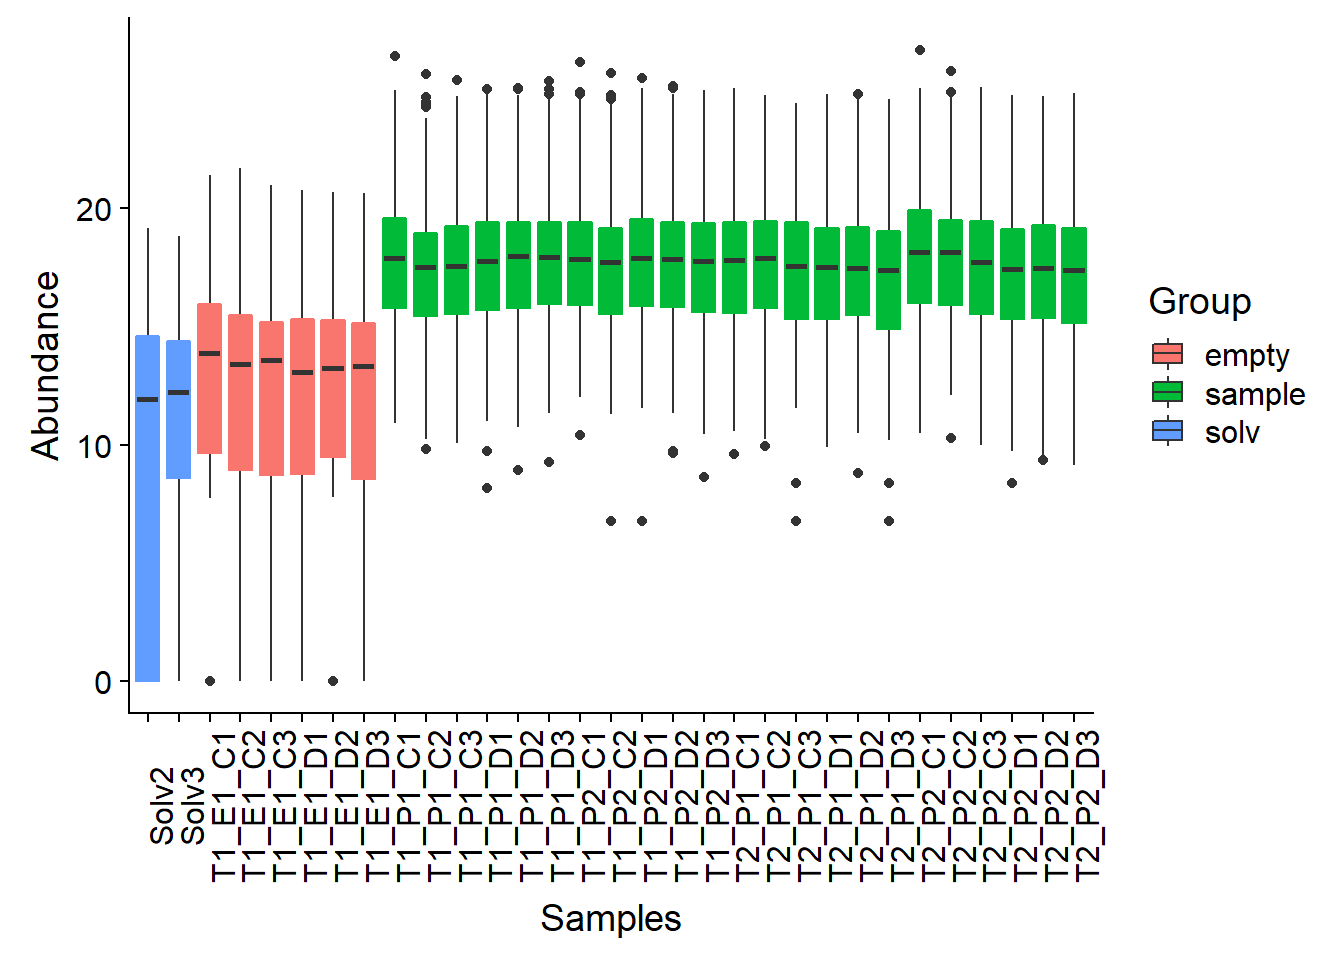 Abundance
20
10
0
Solv2
Solv3
T1_E1_C1
T1_E1_C2
T1_E1_C3
T1_E1_D1
T1_E1_D2
T1_E1_D3
T1_P1_C1
T1_P1_C2
T1_P1_C3
T1_P1_D1
T1_P1_D2
T1_P1_D3
T1_P2_C1
T1_P2_C2
T1_P2_D1
T1_P2_D2
T1_P2_D3
T2_P1_C1
T2_P1_C2
T2_P1_C3
T2_P1_D1
T2_P1_D2
T2_P1_D3
T2_P2_C1
T2_P2_C2
T2_P2_C3
T2_P2_D1
T2_P2_D2
T2_P2_D3
Samples
Group
empty
sample
solv